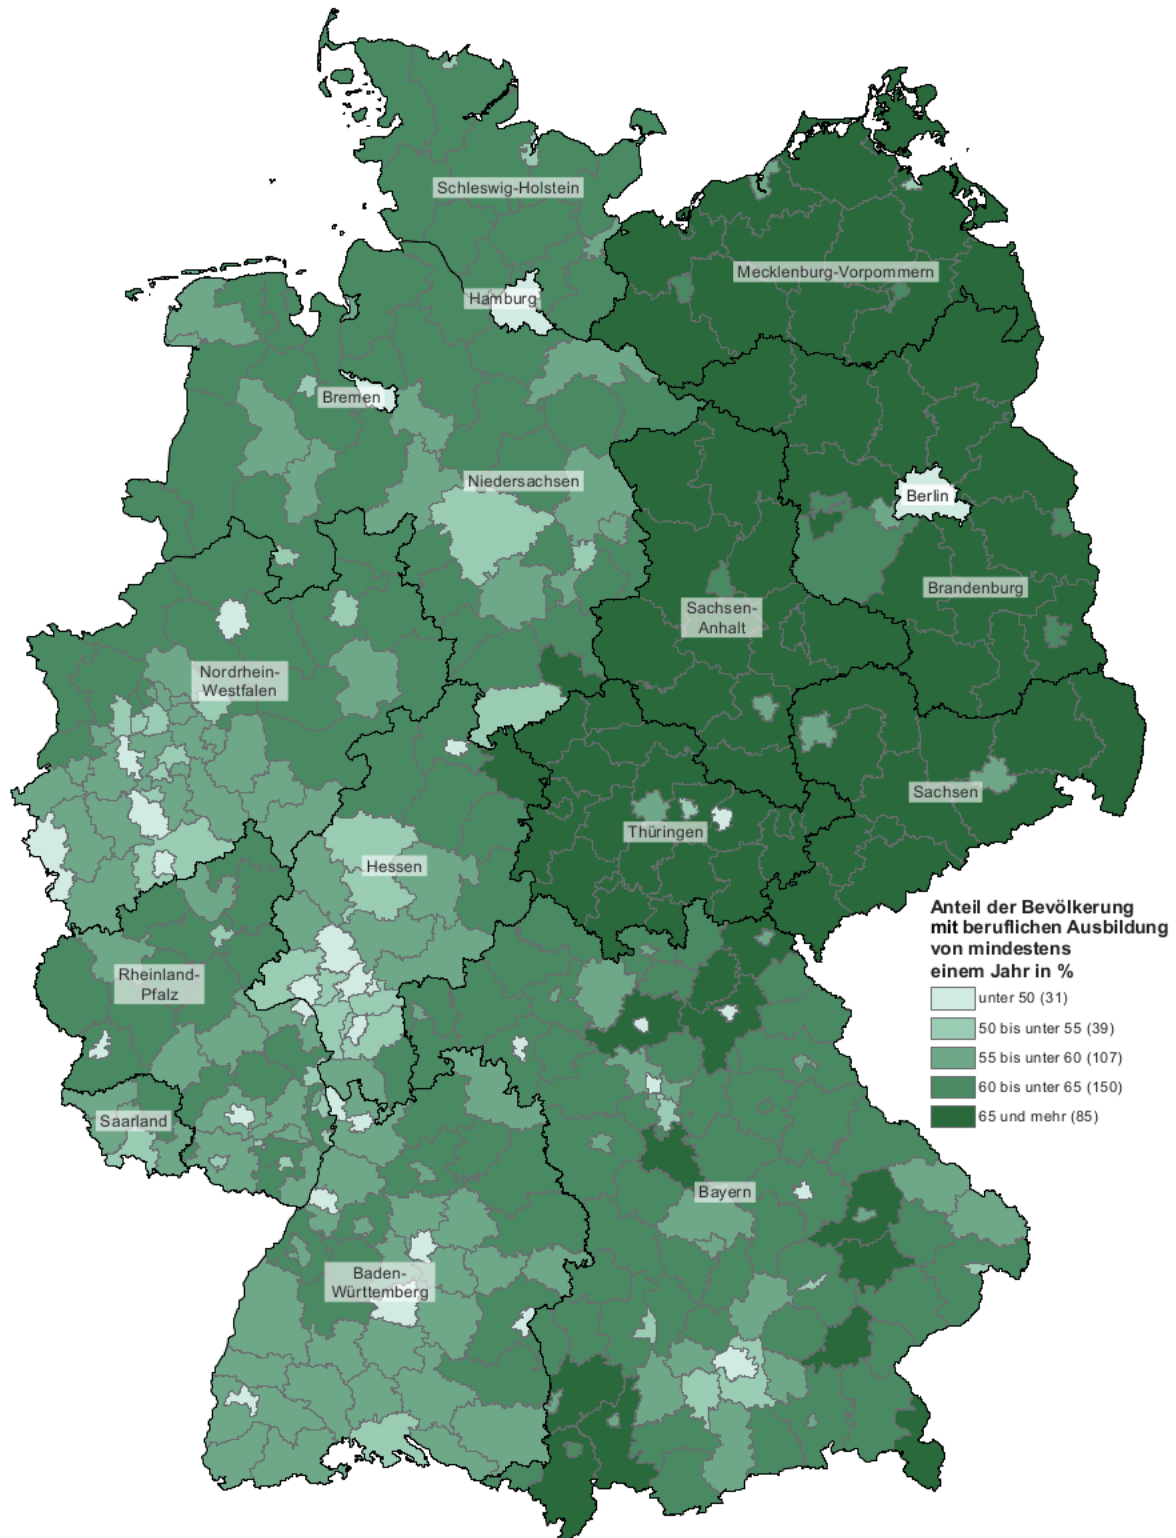 Schleswig-Holstein
Mecklenburg-Vorpommern
Hamburg
Bremen
Niedersachsen
Berlin
Brandenburg
Sachsen-
Anhalt
Nordrhein-
Westfalen
Sachsen
Thüringen
Hessen
Rheinland-
Pfalz
Saarland
Bayern
Baden-
Württemberg
Anteil der Bevölkerung
mit beruflichen Ausbildung
von mindestens
einem Jahr in %
unter 50 (31)
50 bis unter 55 (39)
55 bis unter 60 (107)
60 bis unter 65 (150)
65 und mehr (85)